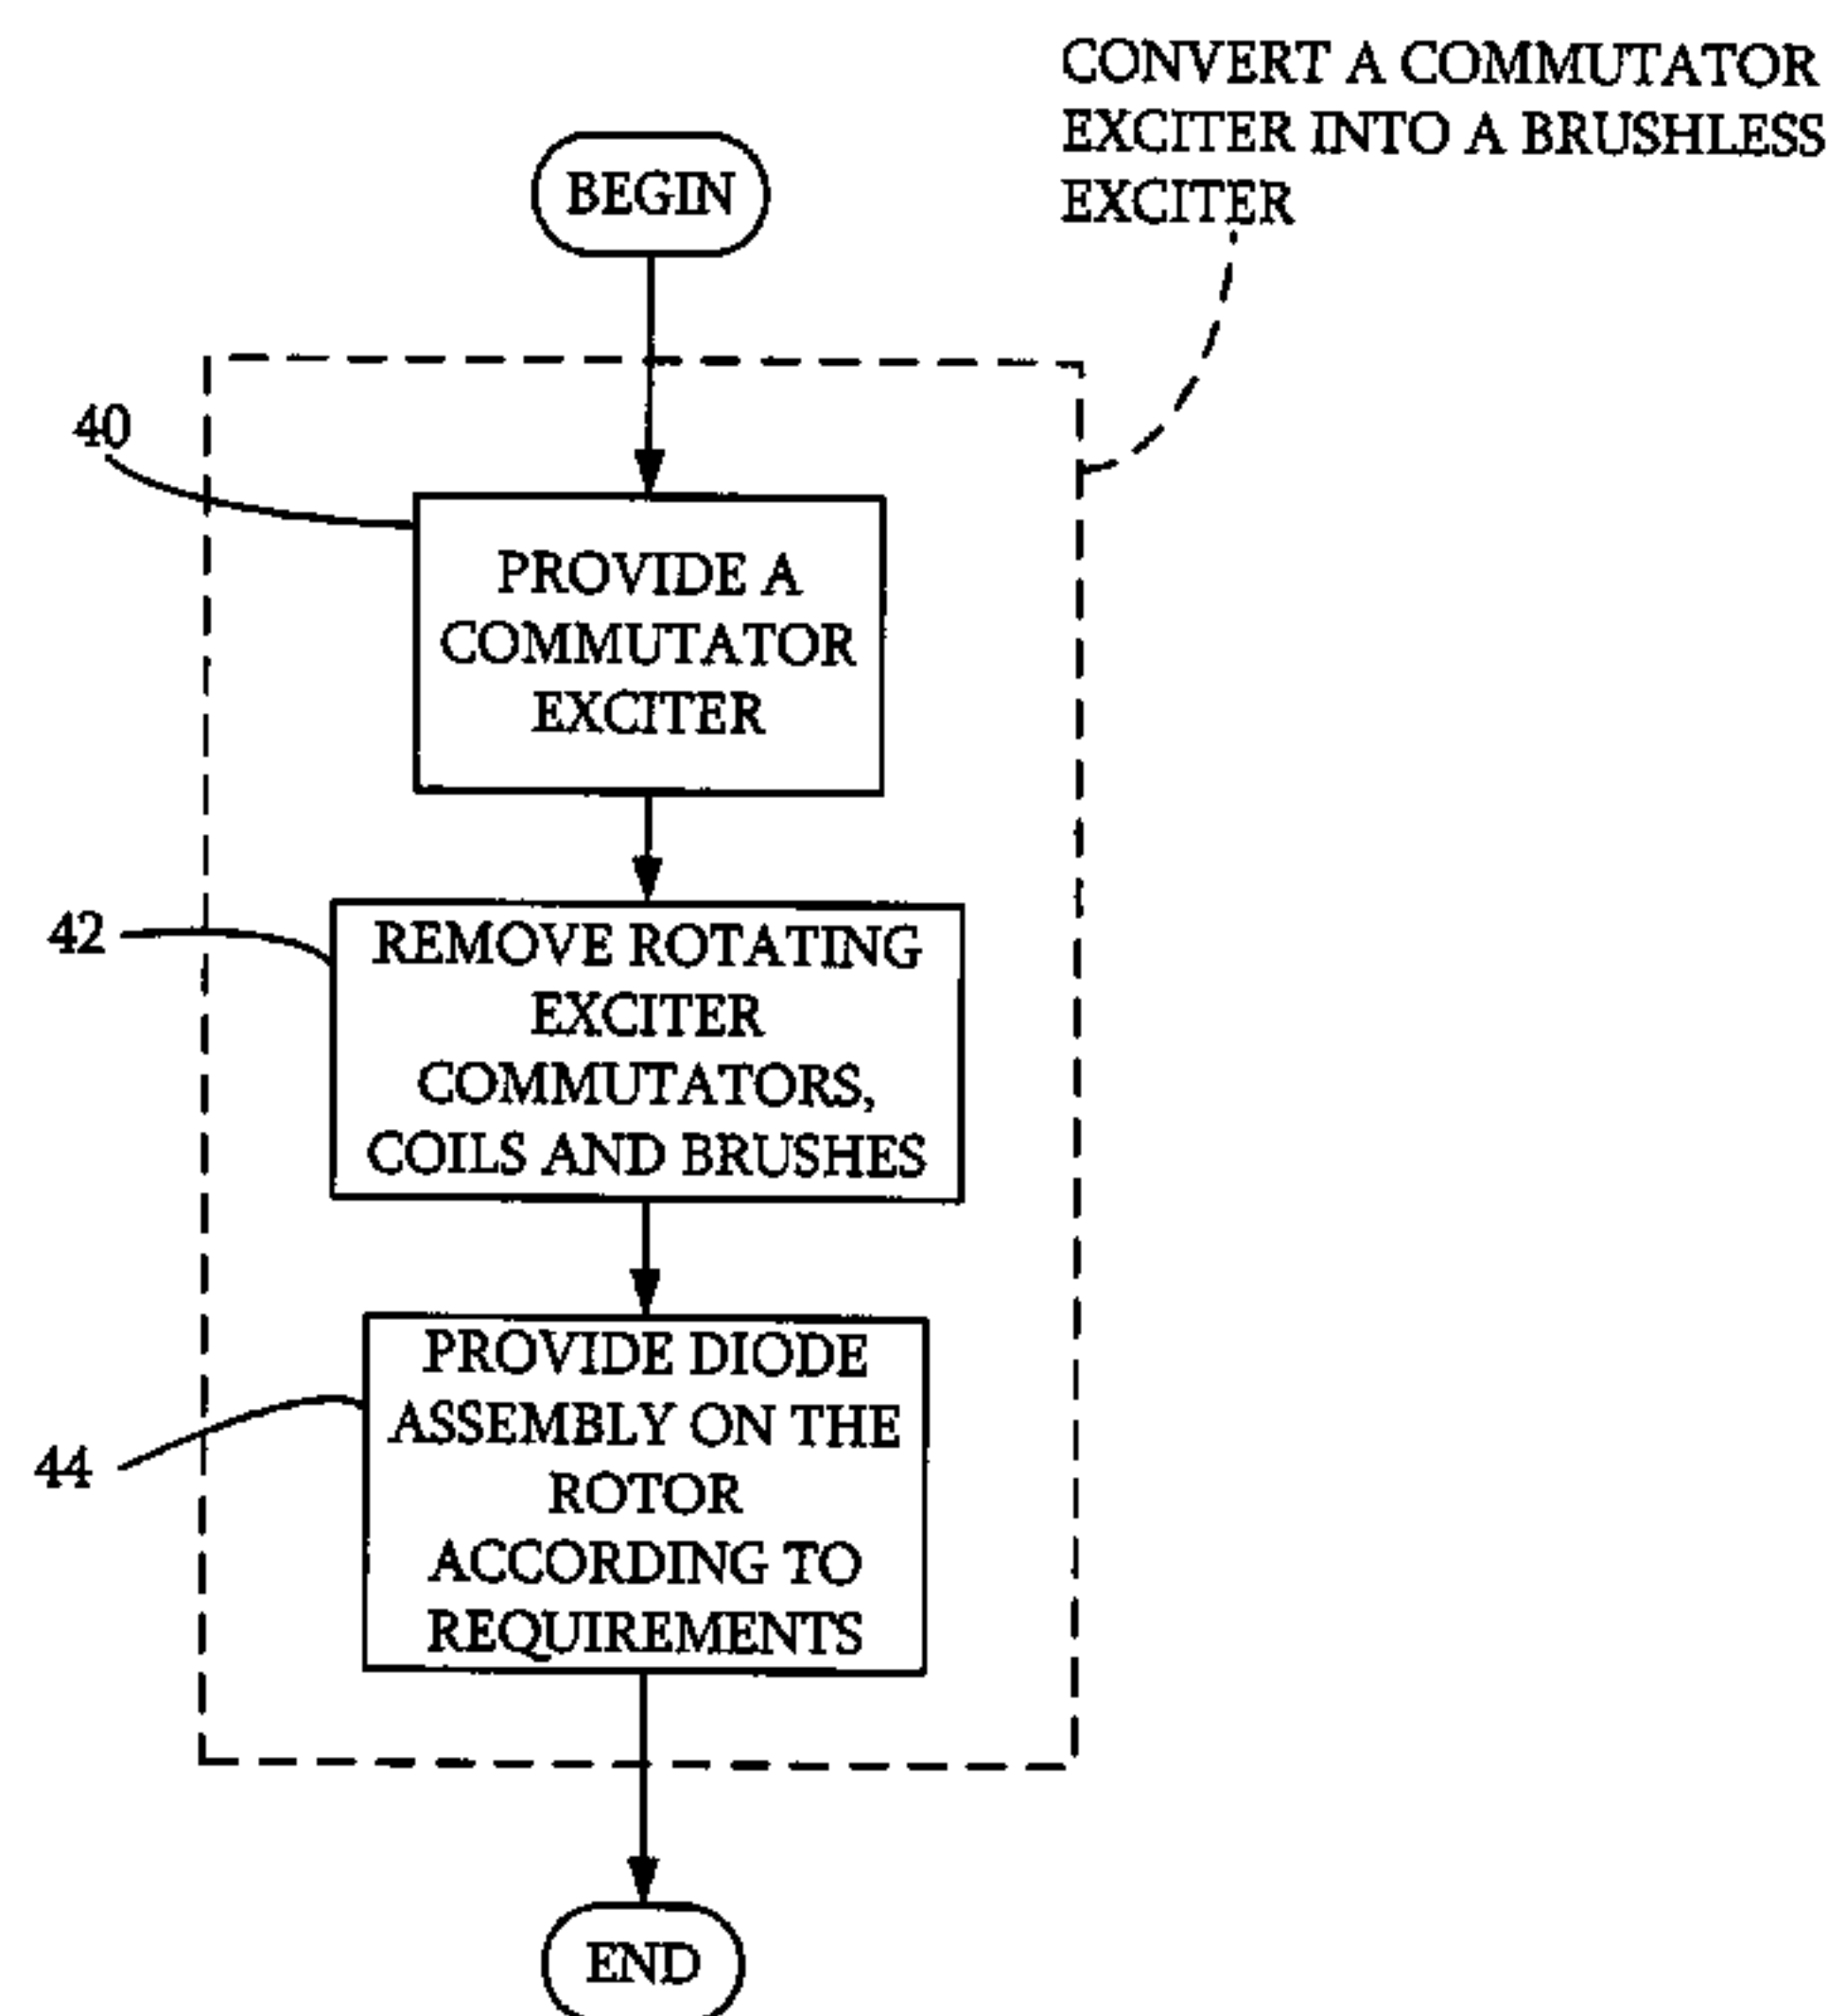 CONVERT A COMMUTATOR
EXCITER INTO A BRUSHLESS
EXCITER
BEGIN
40
PROVIDE A
COMMUTATOR
EXCITER
42
REMOVE ROTATING
EXCITER
COMMUTATORS,
COILS AND BRUSHES
44
PROVIDE DIODE
ASSEMBLY ON THE
ROTOR
ACCORDING TO
REQUIREMENTS
END